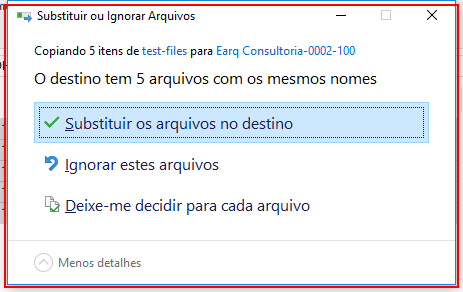 Substituir ou Ignorar Arquivos
Copiando 5 itens de test-files para Earq Consultoria-0002-100
O destino tem 5 arquivos com os mesmos nomes
Substituir os arquivos no destino
Ignorar estes arquivos
Deixe-me decidir para cada arquivo
Menos detalhes